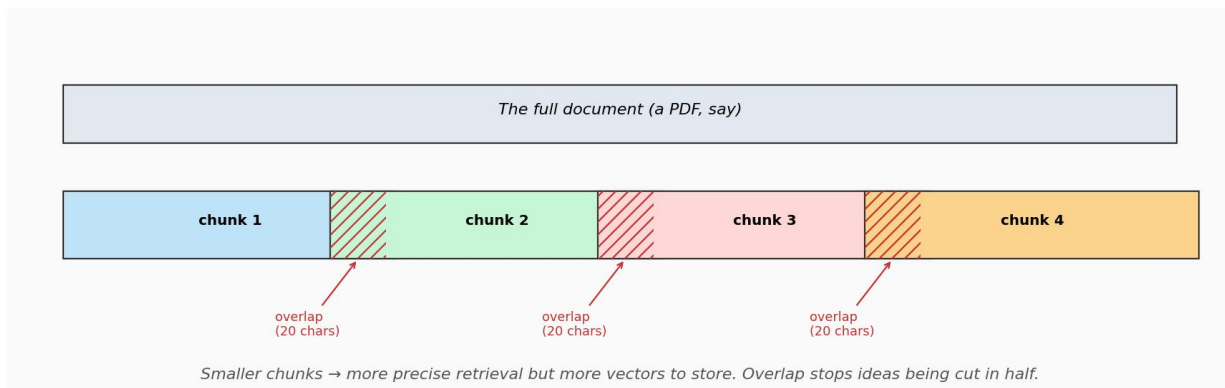 The full document (a PDF, say)
chunk 1
chunk 2
chunk 3
chunk 4
overlap
(20 chars)
overlap
(20 chars)
overlap
(20 chars)
Smaller chunks → more precise retrieval but more vectors to store. Overlap stops ideas being cut in half.